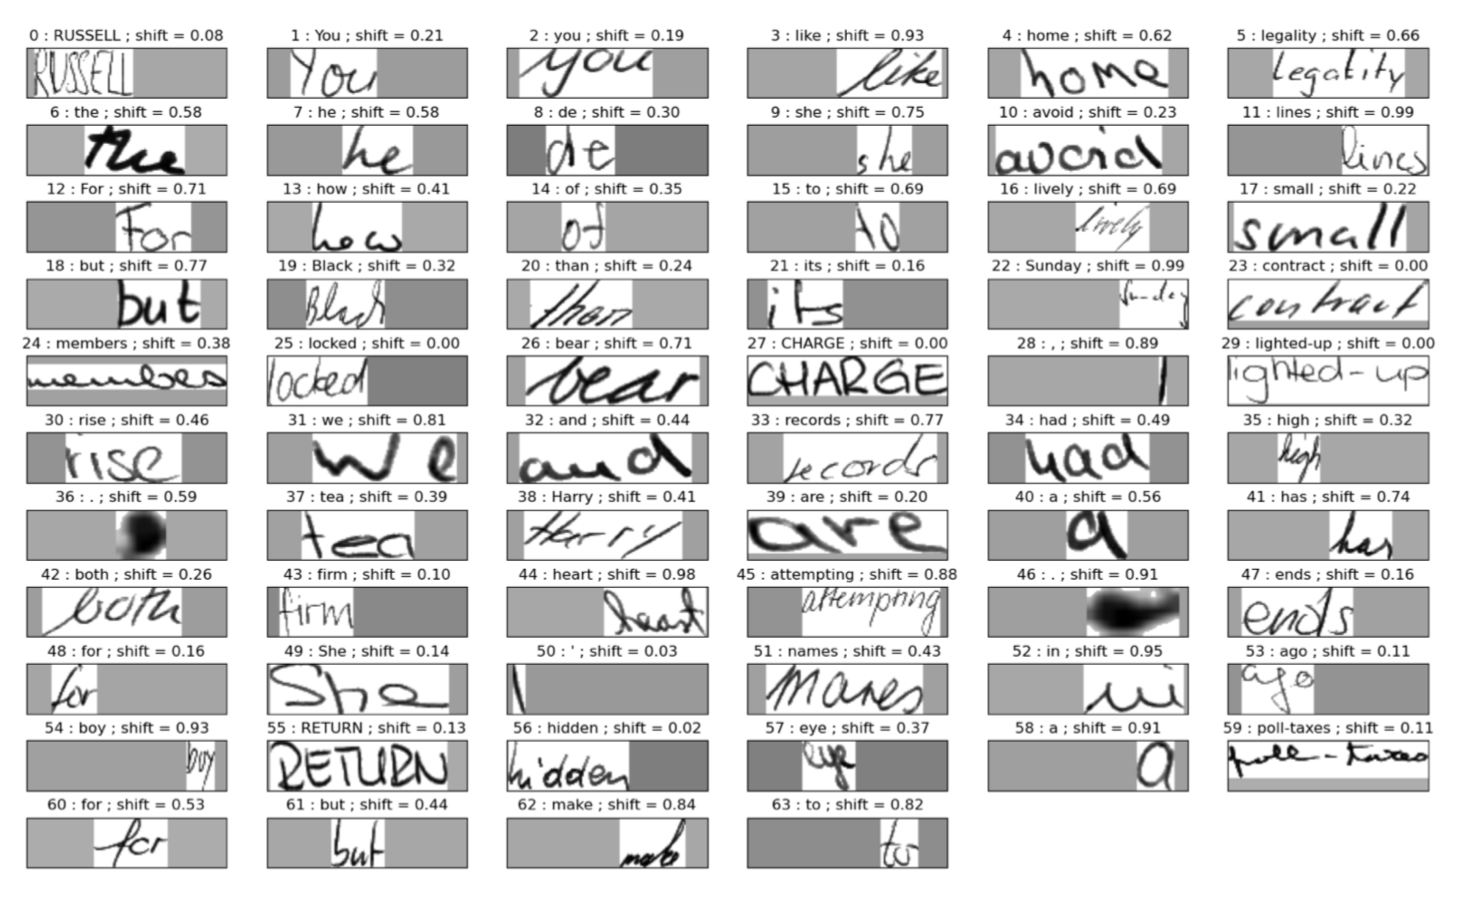 0 : RUSSELL ; shift = 0.08 1 : You ; shift = 0.21 2 : you ; shift = 0.19 3 : like ; shift = 0.93 4 : home ; shift = 0.62 5 : legality ; shift = 0.66
RUSSELL You you like home legality
6 : the ; shift = 0.58 7 : he ; shift = 0.58 8 : de ; shift = 0.30 9 : she ; shift = 0.75 10 : avoid ; shift = 0.23 11 : lines ; shift = 0.99
the he de she avoid lines
12 : For ; shift = 0.71 13 : how ; shift = 0.41 14 : of ; shift = 0.35 15 : to ; shift = 0.69 16 : lively ; shift = 0.69 17 : small ; shift = 0.22
For how of to lively small
18 : but ; shift = 0.77 19 : Black ; shift = 0.32 20 : than ; shift = 0.24 21 : its ; shift = 0.16 22 : Sunday ; shift = 0.99 23 : contract ; shift = 0.00
but Black than its Sunday contract
24 : members ; shift = 0.38 25 : locked ; shift = 0.00 26 : bear ; shift = 0.71 27 : CHARGE ; shift = 0.00 28 : , ; shift = 0.89 29 : lighted-up ; shift = 0.00
members locked bear CHARGE , lighted-up
30 : rise ; shift = 0.46 31 : we ; shift = 0.81 32 : and ; shift = 0.44 33 : records ; shift = 0.77 34 : had ; shift = 0.49 35 : high ; shift = 0.32
rise we and records had high
36 : . ; shift = 0.59 37 : tea ; shift = 0.39 38 : Harry ; shift = 0.41 39 : are ; shift = 0.20 40 : a ; shift = 0.56 41 : has ; shift = 0.74
. tea Harry are a has
42 : both ; shift = 0.26 43 : firm ; shift = 0.10 44 : heart ; shift = 0.98 45 : attempting ; shift = 0.88 46 : . ; shift = 0.91 47 : ends ; shift = 0.16
both firm heart attempting . ends
48 : for ; shift = 0.16 49 : She ; shift = 0.14 50 : ' ; shift = 0.03 51 : names ; shift = 0.43 52 : in ; shift = 0.95 53 : ago ; shift = 0.11
for She ' names in ago
54 : boy ; shift = 0.93 55 : RETURN ; shift = 0.13 56 : hidden ; shift = 0.02 57 : eye ; shift = 0.37 58 : a ; shift = 0.91 59 : poll-taxes ; shift = 0.11
boy RETURN hidden eye a poll-taxes
60 : for ; shift = 0.53 61 : but ; shift = 0.44 62 : make ; shift = 0.84 63 : to ; shift = 0.82
for but make to